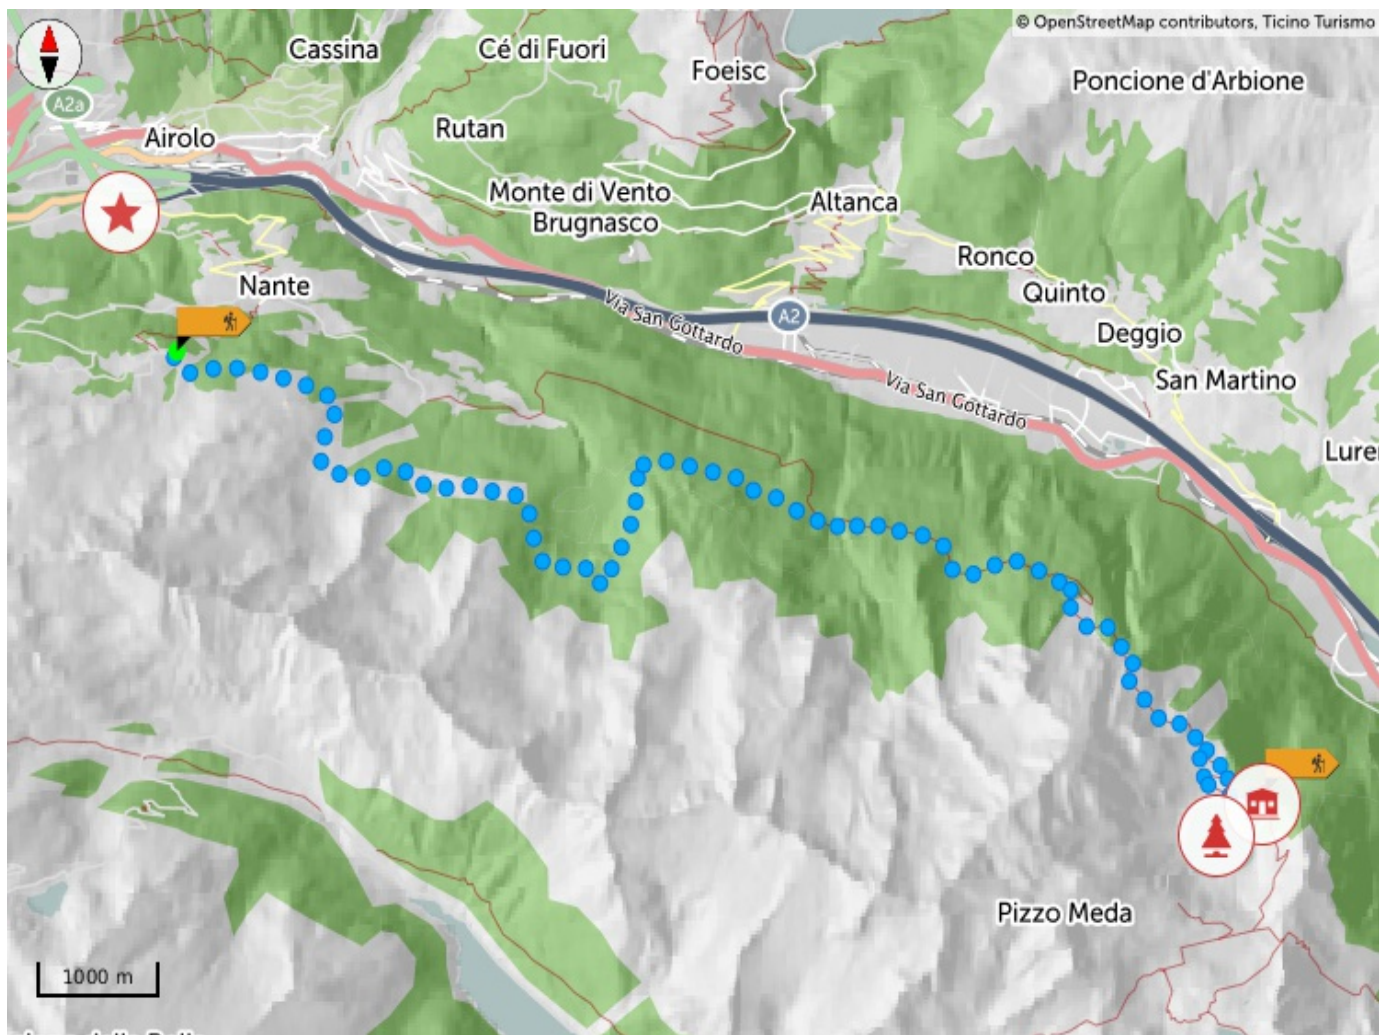 © OpenStreetMap contributors, Ticino Turismo
Cassina
Cé di Fuori
Foeisc
Poncione d'Arbione
A2a
Rutan
Airolo
Monte di Vento
Altanca
Brugnasco
Ronco
Nante
Quinto
Via San Gottardo
A2
Deggio
San Martino
Via San Gottardo
Lure
Pizzo Meda
1000 m